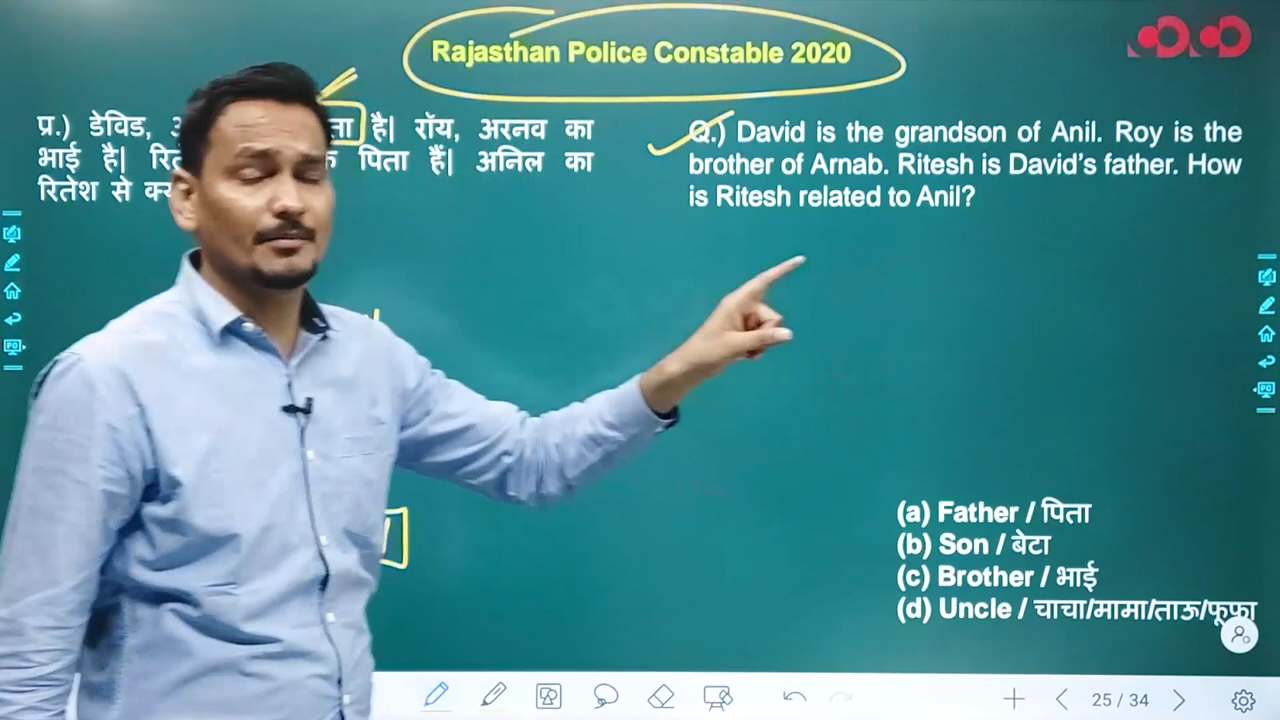 Rajasthan Police Constable 2020
प्र.) डेविड, ता है| रॉय, अरनव का
भाई है| पिता हैं| अनिल का
रितेश से
Q.) David is the grandson of Anil. Roy is the
brother of Arnab. Ritesh is David's father. How
is Ritesh related to Anil?
(a) Father / पिता
(b) Son / बेटा
(c) Brother / भाई
(d) Uncle / चाचा/मामा/ताऊ/फूफा
25 / 34